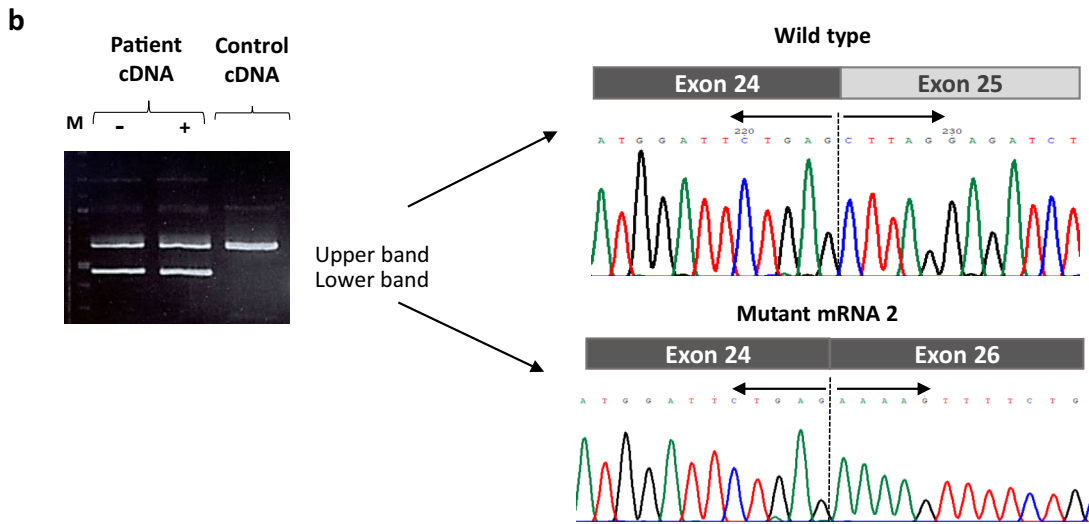 b
Patient
cDNA
Control
cDNA
M - +
Upper band
Lower band
Wild type
Exon 24 Exon 25
220 230
A T G G A T T C T G A G C T T A G G A G A T C T
Mutant mRNA 2
Exon 24 Exon 26
A T G G A T T C T G A G A A A A G T T T T C T G